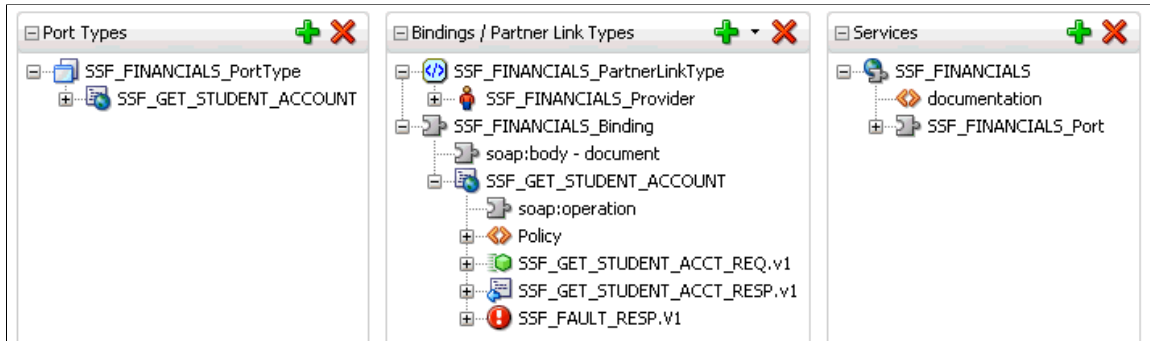 Port Types
SSF_FINANCIALS_PortType
SSF_GET_STUDENT_ACCOUNT
Bindings / Partner Link Types
SSF_FINANCIALS_PartnerLinkType
SSF_FINANCIALS_Provider
SSF_FINANCIALS_Binding
soap:body - document
SSF_GET_STUDENT_ACCOUNT
soap:operation
Policy
SSF_GET_STUDENT_ACCT_REQ.v1
SSF_GET_STUDENT_ACCT_RESP.v1
SSF_FAULT_RESP.V1
Services
SSF_FINANCIALS
documentation
SSF_FINANCIALS_Port